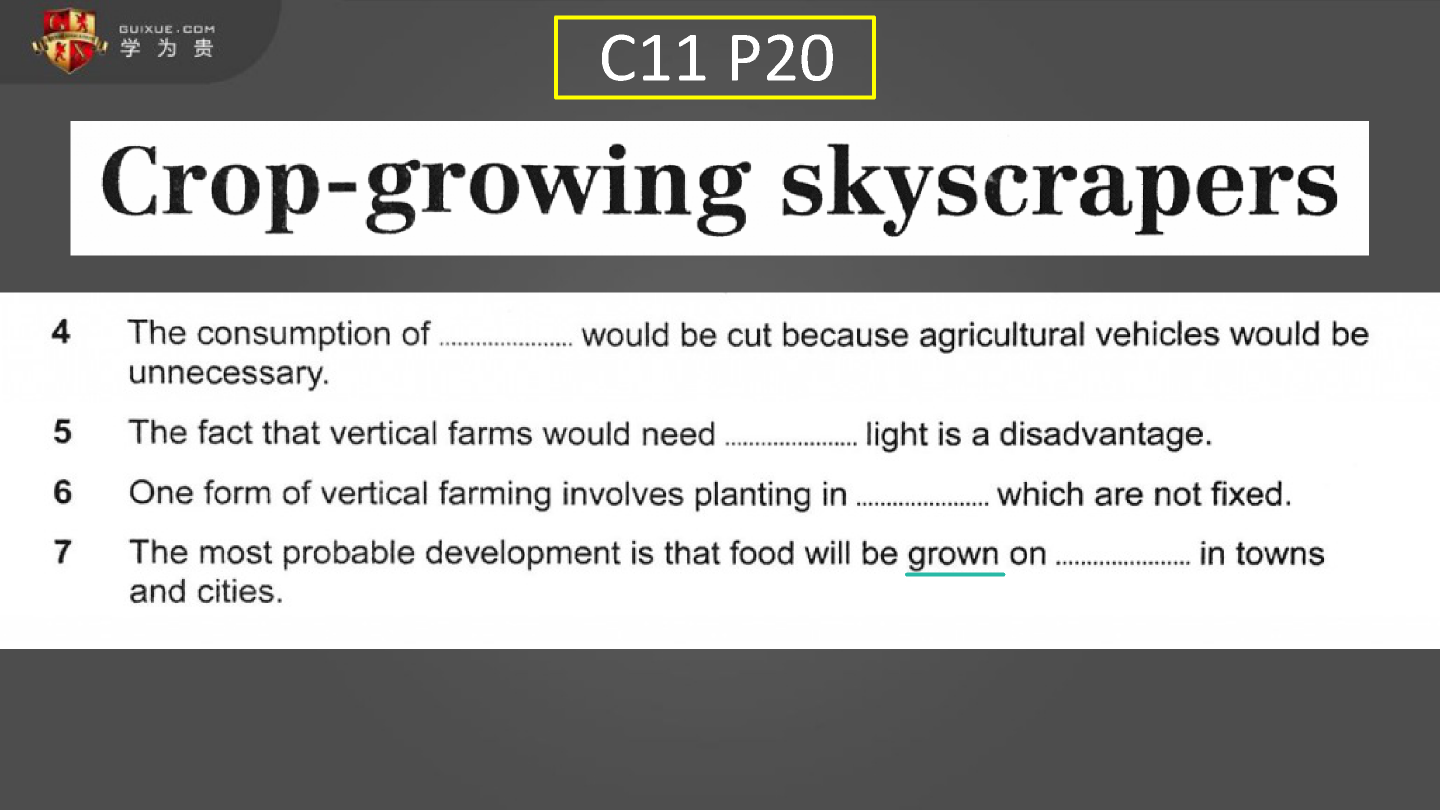 GUIXUE.COM
学为贵
C11 P20
Crop-growing skyscrapers
4 The consumption of ...................... would be cut because agricultural vehicles would be
unnecessary.
5 The fact that vertical farms would need ...................... light is a disadvantage.
6 One form of vertical farming involves planting in ...................... which are not fixed.
7 The most probable development is that food will be grown on ...................... in towns
and cities.